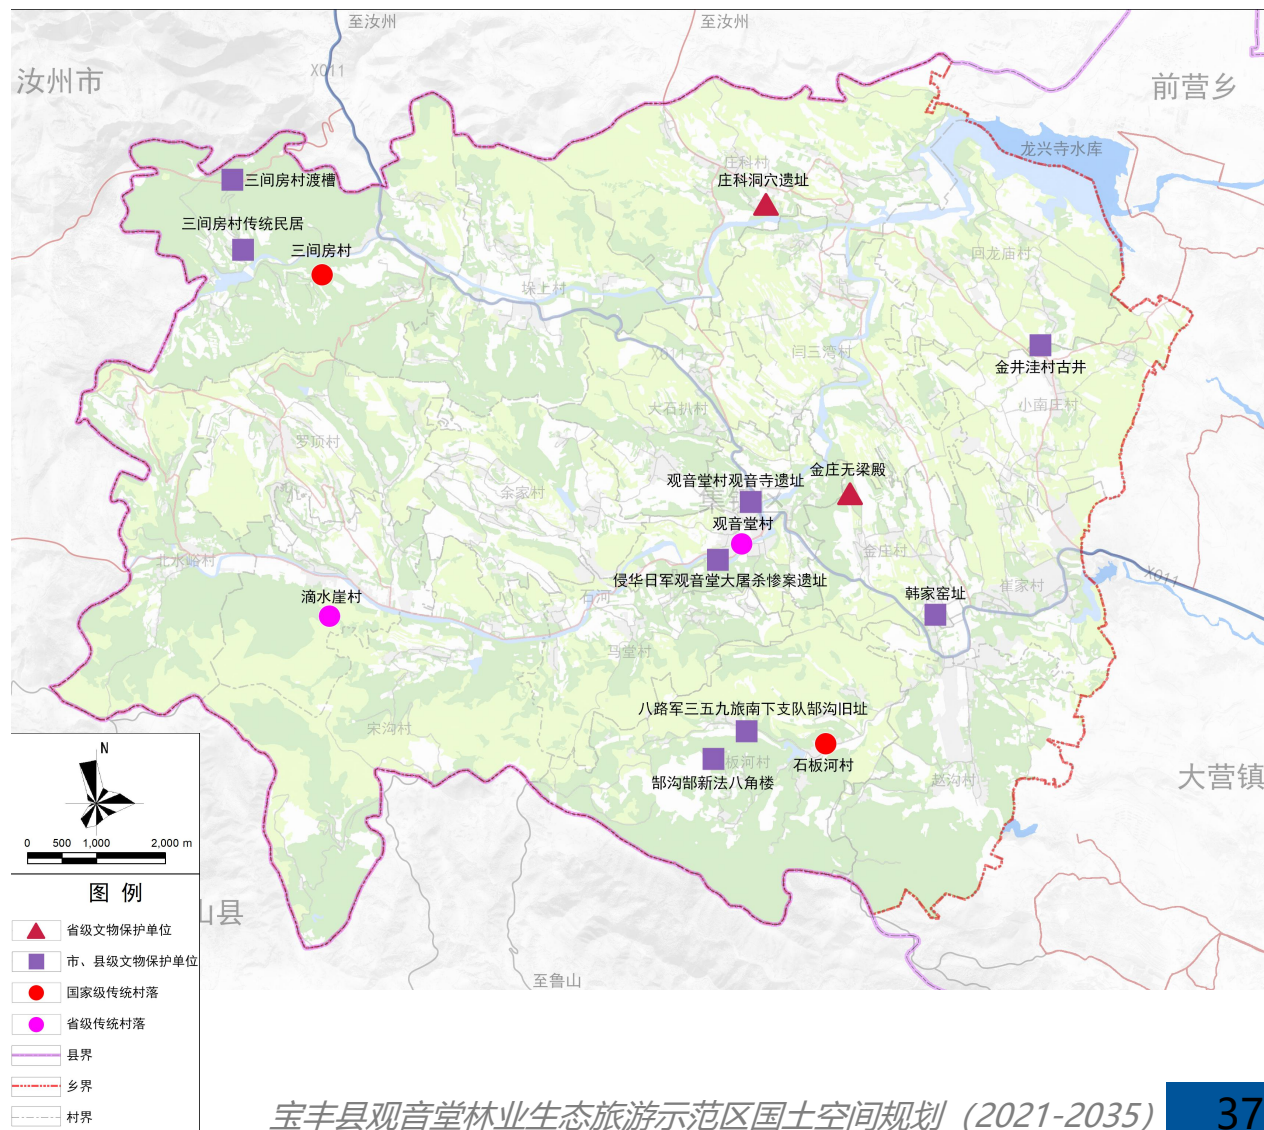 至汝州
至汝州
X011
汝州市
前营乡
龙兴寺水库
庄科村
三间房村渡槽
庄科洞穴遗址
三间房村传统民居
三间房村
回龙庙村
垛上村
X011
闫三湾村
金井洼村古井
大石扒村
小南庄村
罗顶村
金庄无梁殿
观音堂村观音寺遗址
余家村
观音堂村
金庄村
北水峪村
侵华日军观音堂大屠杀惨案遗址
X011
崔家村
韩家窑址
滴水崖村
石河
马堂村
八路军三五九旅南下支队郜沟旧址
宋沟村
板河村
石板河村
赵沟村
大营镇
郜沟郜新法八角楼
N
0 500 1,000 2,000 m
图 例
山县
省级文物保护单位
市、县级文物保护单位
至鲁山
国家级传统村落
省级传统村落
县界
乡界
村界
宝丰县观音堂林业生态旅游示范区国土空间规划（2021-2035）
37